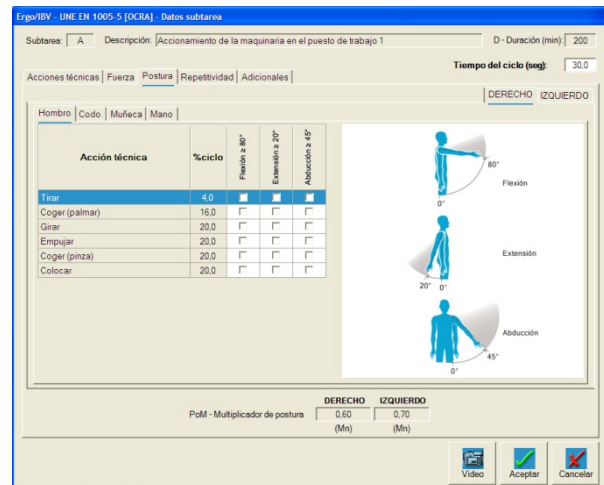 Ergo/IBV - UNE EN 1005-5 [OCRA] - Datos subtarea
Subtarea: A Descripción: Accionamiento de la maquinaria en el puesto de trabajo 1 D - Duración (min): 200
Tiempo del ciclo (seg): 30,0
Acciones técnicas Fuerza Postura Repetitividad Adicionales
DERECHO IZQUIERDO
Hombro Codo Muñeca Mano
Acción técnica %ciclo Flexión ≥ 80° Extensión ≥ 20° Abducción ≥ 45°
Tirar 4,0
Coger (palmar) 16,0
Girar 20,0
Empujar 20,0
Coger (pinza) 20,0
Colocar 20,0
80°
Flexión
0°
Extensión
20° 0°
Abducción
45°
0°
DERECHO IZQUIERDO
PoM - Multiplicador de postura 0,60 0,70
(Mn) (Mn)
Video Aceptar Cancelar